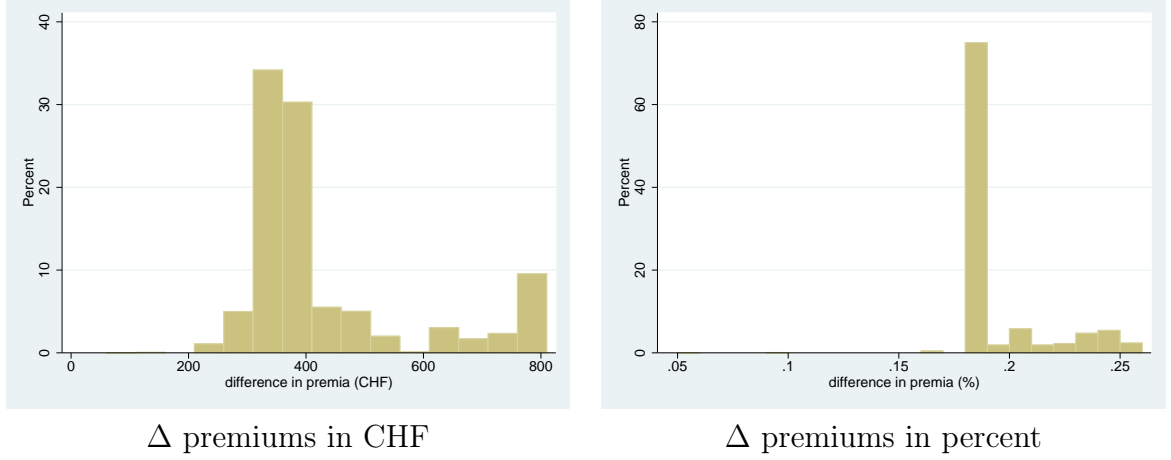 40
30
20
10
0
Percent
0 200 400 600 800
difference in premia (CHF)
Δ premiums in CHF
80
60
40
20
0
Percent
.05 .1 .15 .2 .25
difference in premia (%)
Δ premiums in percent